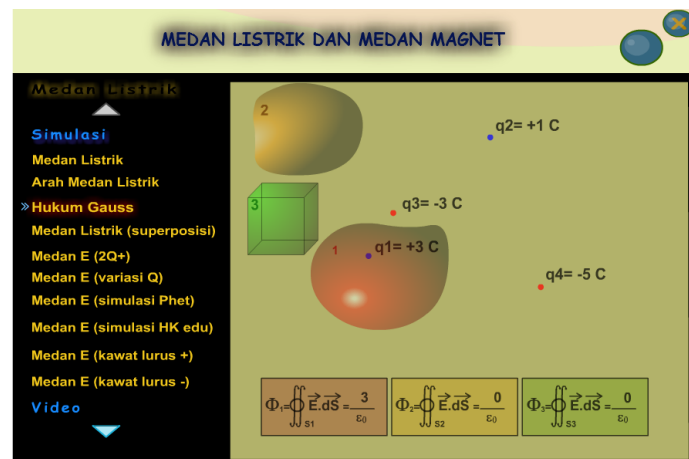 MEDAN LISTRIK DAN MEDAN MAGNET
Medan Listrik
Simulasi
Medan Listrik
Arah Medan Listrik
» Hukum Gauss
Medan Listrik (superposisi)
Medan E (2Q+)
Medan E (variasi Q)
Medan E (simulasi Phet)
Medan E (simulasi HK edu)
Medan E (kawat lurus +)
Medan E (kawat lurus -)
Video
2
q2= +1 C
3
q3= -3 C
1
q1= +3 C
q4= -5 C
Φ₁=∯S1 E.dS = 3/ε₀
Φ₂=∯S2 E.dS = 0/ε₀
Φ₃=∯S3 E.dS = 0/ε₀